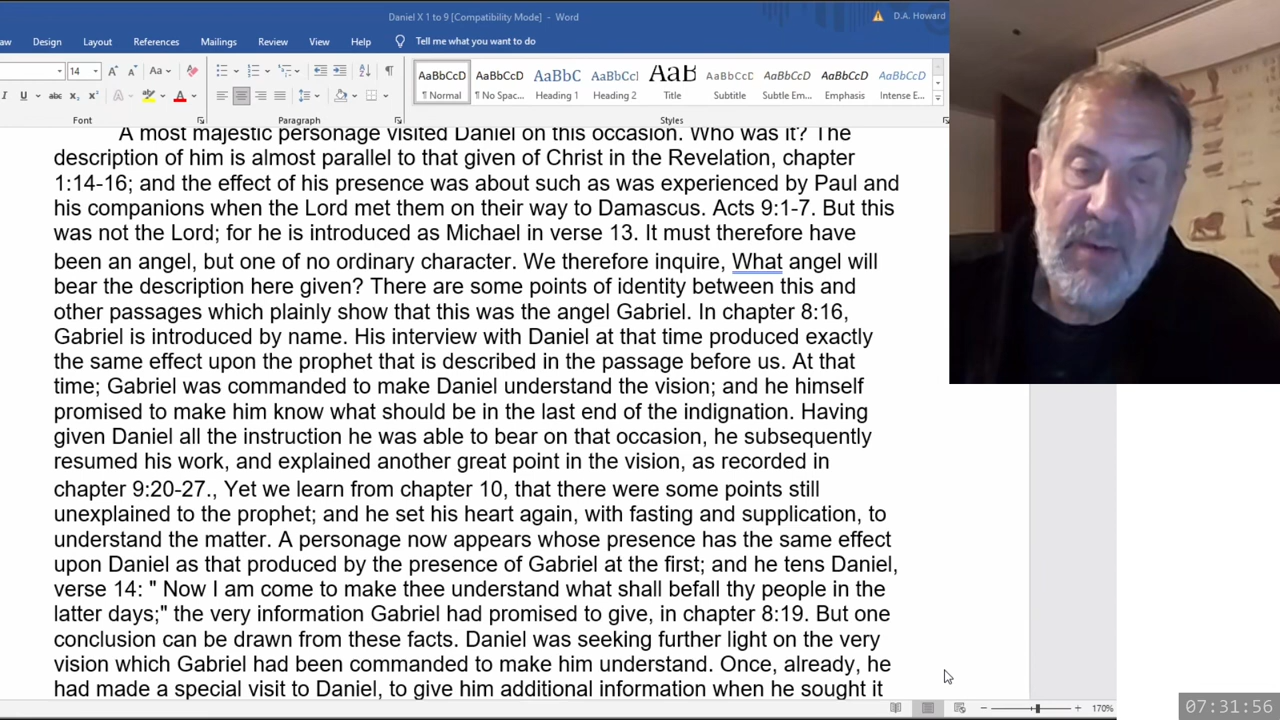 Daniel X 1 to 9 [Compatibility Mode] - Word
D.A. Howard
aw Design Layout References Mailings Review View Help Tell me what you want to do
14
AaBbCcD AaBbCcD AaBbC AaBbCcl AaB AaBbCcD AaBbCcD AaBbCcD AaBbCcD
¶ Normal ¶ No Spac... Heading 1 Heading 2 Title Subtitle Subtle Em... Emphasis Intense E...
Font Paragraph Styles
A most majestic personage visited Daniel on this occasion. Who was it? The
description of him is almost parallel to that given of Christ in the Revelation, chapter
1:14-16; and the effect of his presence was about such as was experienced by Paul and
his companions when the Lord met them on their way to Damascus. Acts 9:1-7. But this
was not the Lord; for he is introduced as Michael in verse 13. It must therefore have
been an angel, but one of no ordinary character. We therefore inquire, What angel will
bear the description here given? There are some points of identity between this and
other passages which plainly show that this was the angel Gabriel. In chapter 8:16,
Gabriel is introduced by name. His interview with Daniel at that time produced exactly
the same effect upon the prophet that is described in the passage before us. At that
time; Gabriel was commanded to make Daniel understand the vision; and he himself
promised to make him know what should be in the last end of the indignation. Having
given Daniel all the instruction he was able to bear on that occasion, he subsequently
resumed his work, and explained another great point in the vision, as recorded in
chapter 9:20-27., Yet we learn from chapter 10, that there were some points still
unexplained to the prophet; and he set his heart again, with fasting and supplication, to
understand the matter. A personage now appears whose presence has the same effect
upon Daniel as that produced by the presence of Gabriel at the first; and he tens Daniel,
verse 14: " Now I am come to make thee understand what shall befall thy people in the
latter days;" the very information Gabriel had promised to give, in chapter 8:19. But one
conclusion can be drawn from these facts. Daniel was seeking further light on the very
vision which Gabriel had been commanded to make him understand. Once, already, he
had made a special visit to Daniel, to give him additional information when he sought it
170%
07:31:56